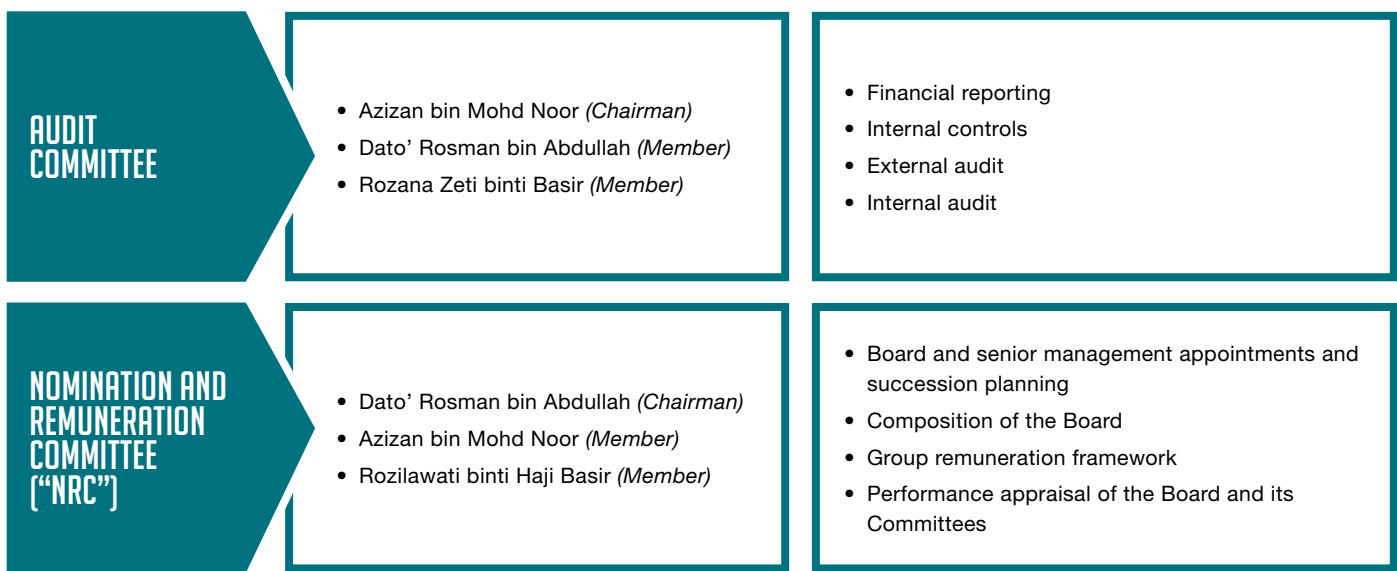 AUDIT
COMMITTEE
• Azizan bin Mohd Noor (Chairman)
• Dato’ Rosman bin Abdullah (Member)
• Rozana Zeti binti Basir (Member)
• Financial reporting
• Internal controls
• External audit
• Internal audit
NOMINATION AND
REMUNERATION
COMMITTEE
(“NRC”)
• Dato’ Rosman bin Abdullah (Chairman)
• Azizan bin Mohd Noor (Member)
• Rozilawati binti Haji Basir (Member)
• Board and senior management appointments and
succession planning
• Composition of the Board
• Group remuneration framework
• Performance appraisal of the Board and its
Committees